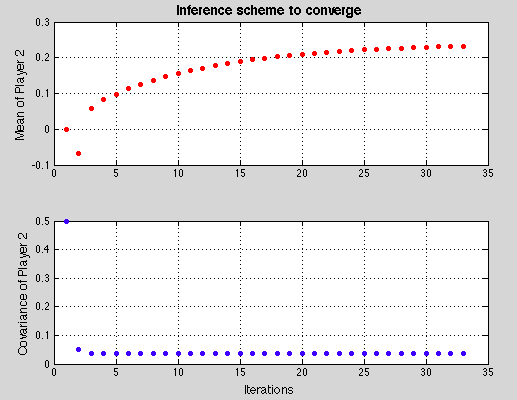 Inference scheme to converge
Mean of Player 2
0.3
0.2
0.1
0
-0.1
0 5 10 15 20 25 30 35
Covariance of Player 2
0.5
0.4
0.3
0.2
0.1
0
0 5 10 15 20 25 30 35
Iterations